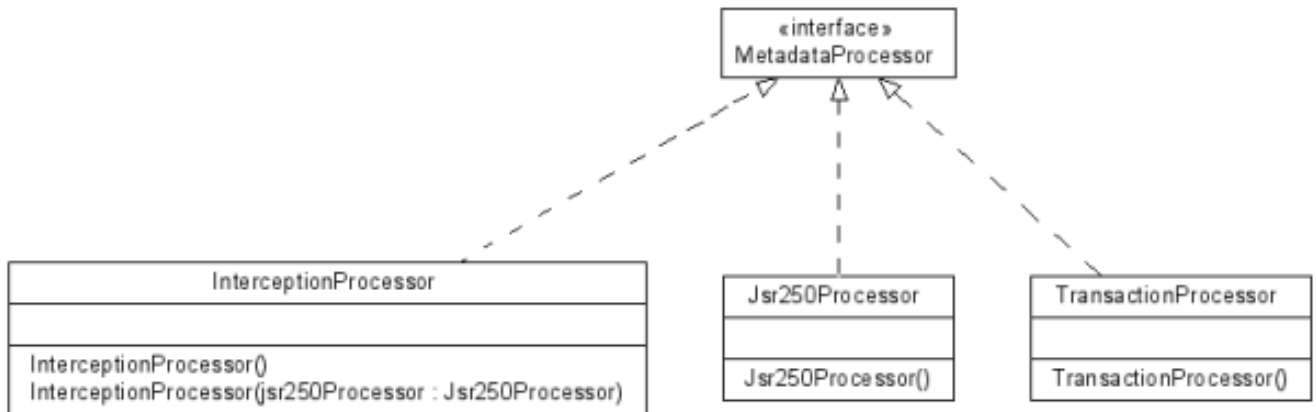 «interface»
MetadataProcessor
InterceptionProcessor
InterceptionProcessor()
InterceptionProcessor(jsr250Processor : Jsr250Processor)
Jsr250Processor
Jsr250Processor()
TransactionProcessor
TransactionProcessor()